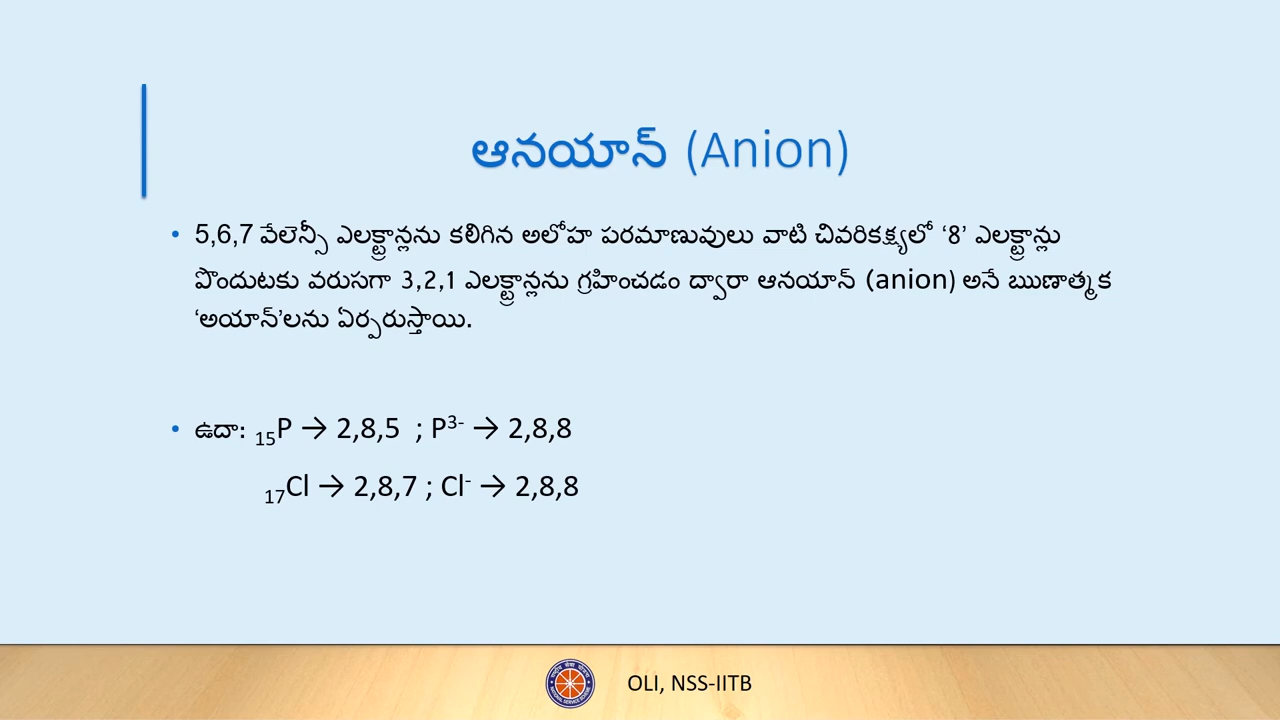 ఆనయాన్ (Anion)
• 5,6,7 వేలెన్సీ ఎలక్ట్రాన్లను కలిగిన అలోహ పరమాణువులు వాటి చివరికక్ష్యలో ‘8’ ఎలక్ట్రాన్లు
పొందుటకు వరుసగా 3,2,1 ఎలక్ట్రాన్లను గ్రహించడం ద్వారా ఆనయాన్ (anion) అనే ఋణాత్మక
‘అయాన్’లను ఏర్పరుస్తాయి.
• ఉదా: ₁₅P → 2,8,5 ; P³⁻ → 2,8,8
₁₇Cl → 2,8,7 ; Cl⁻ → 2,8,8
OLI, NSS-IITB